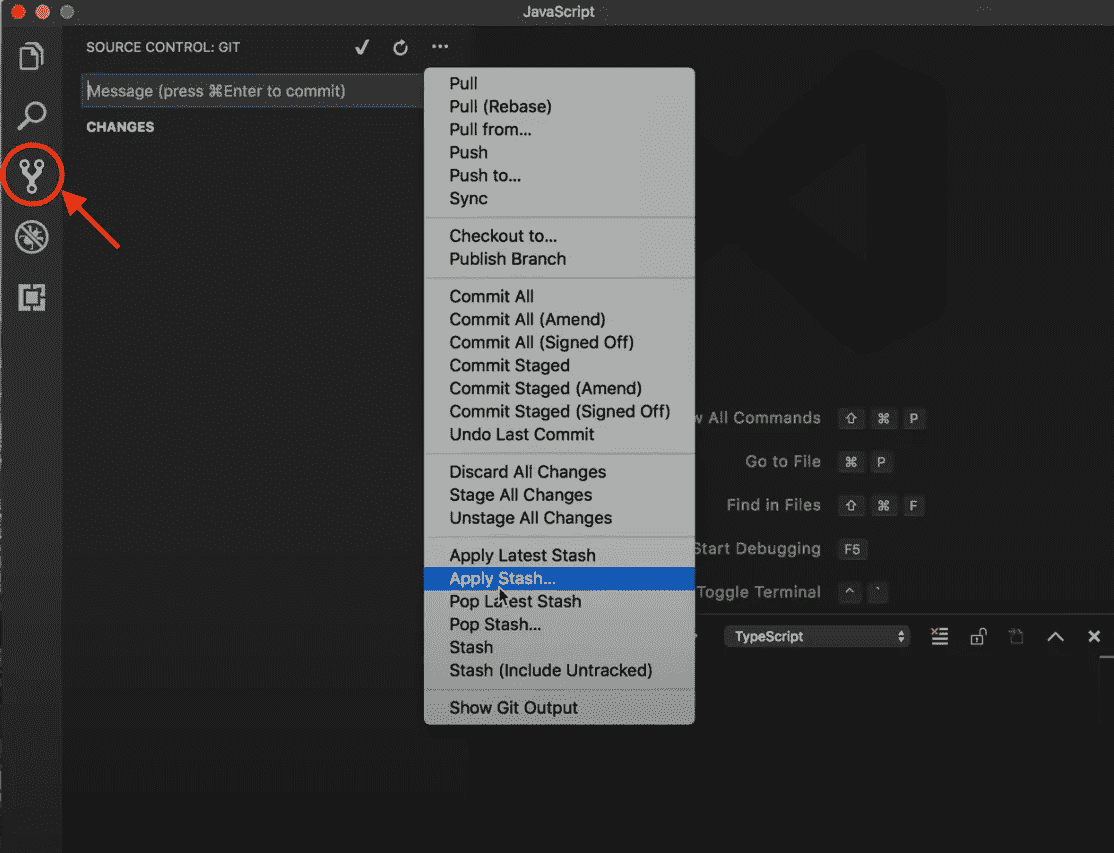 JavaScript
SOURCE CONTROL: GIT
Message (press ⌘Enter to commit)
CHANGES
Pull
Pull (Rebase)
Pull from...
Push
Push to...
Sync
Checkout to...
Publish Branch
Commit All
Commit All (Amend)
Commit All (Signed Off)
Commit Staged
Commit Staged (Amend)
Commit Staged (Signed Off)
Undo Last Commit
Discard All Changes
Stage All Changes
Unstage All Changes
Apply Latest Stash
Apply Stash...
Pop Latest Stash
Pop Stash...
Stash
Stash (Include Untracked)
Show Git Output
w All Commands ⇧ ⌘ P
Go to File ⌘ P
Find in Files ⇧ ⌘ F
Start Debugging F5
Toggle Terminal ^ `
TypeScript